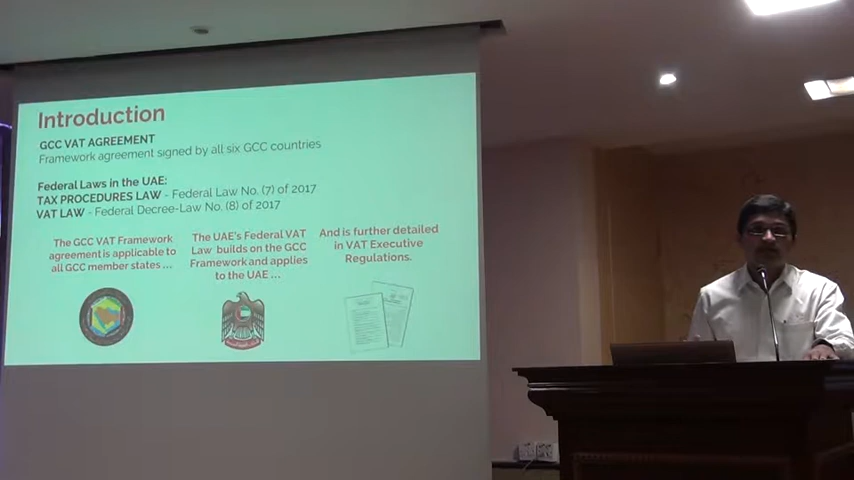 Introduction
GCC VAT AGREEMENT
Framework agreement signed by all six GCC countries
Federal Laws in the UAE:
TAX PROCEDURES LAW - Federal Law No. (7) of 2017
VAT LAW - Federal Decree-Law No. (8) of 2017
The GCC VAT Framework
agreement is applicable to
all GCC member states ...
The UAE's Federal VAT
Law builds on the GCC
Framework and applies
to the UAE ...
And is further detailed
in VAT Executive
Regulations.